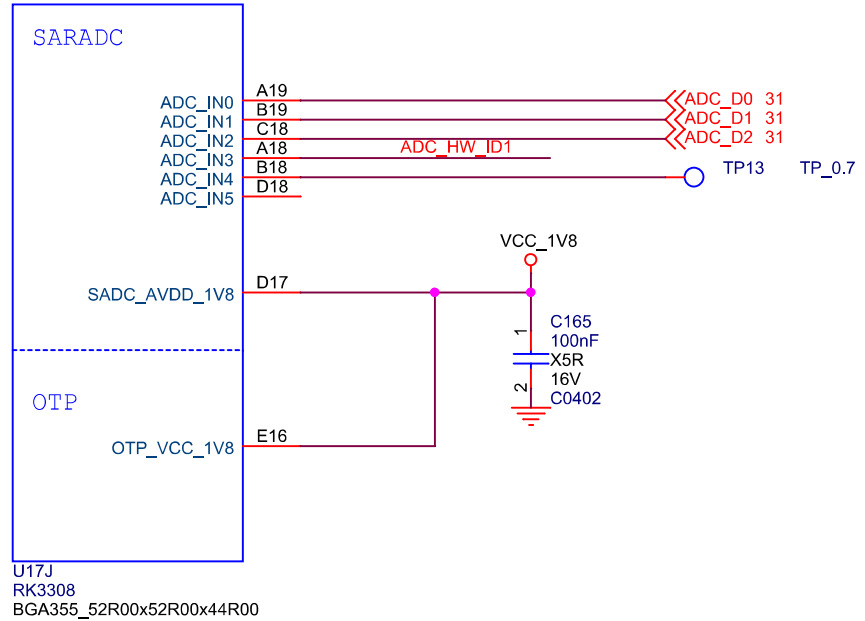 SARADC
ADC_IN0 A19 ADC_D0 31
ADC_IN1 B19 ADC_D1 31
ADC_IN2 C18 ADC_D2 31
ADC_IN3 A18 ADC_HW_ID1
ADC_IN4 B18 TP13 TP_0.7
ADC_IN5 D18
VCC_1V8
SADC_AVDD_1V8 D17
1 C165
100nF
X5R
16V
2 C0402
OTP
OTP_VCC_1V8 E16
U17J
RK3308
BGA355_52R00x52R00x44R00